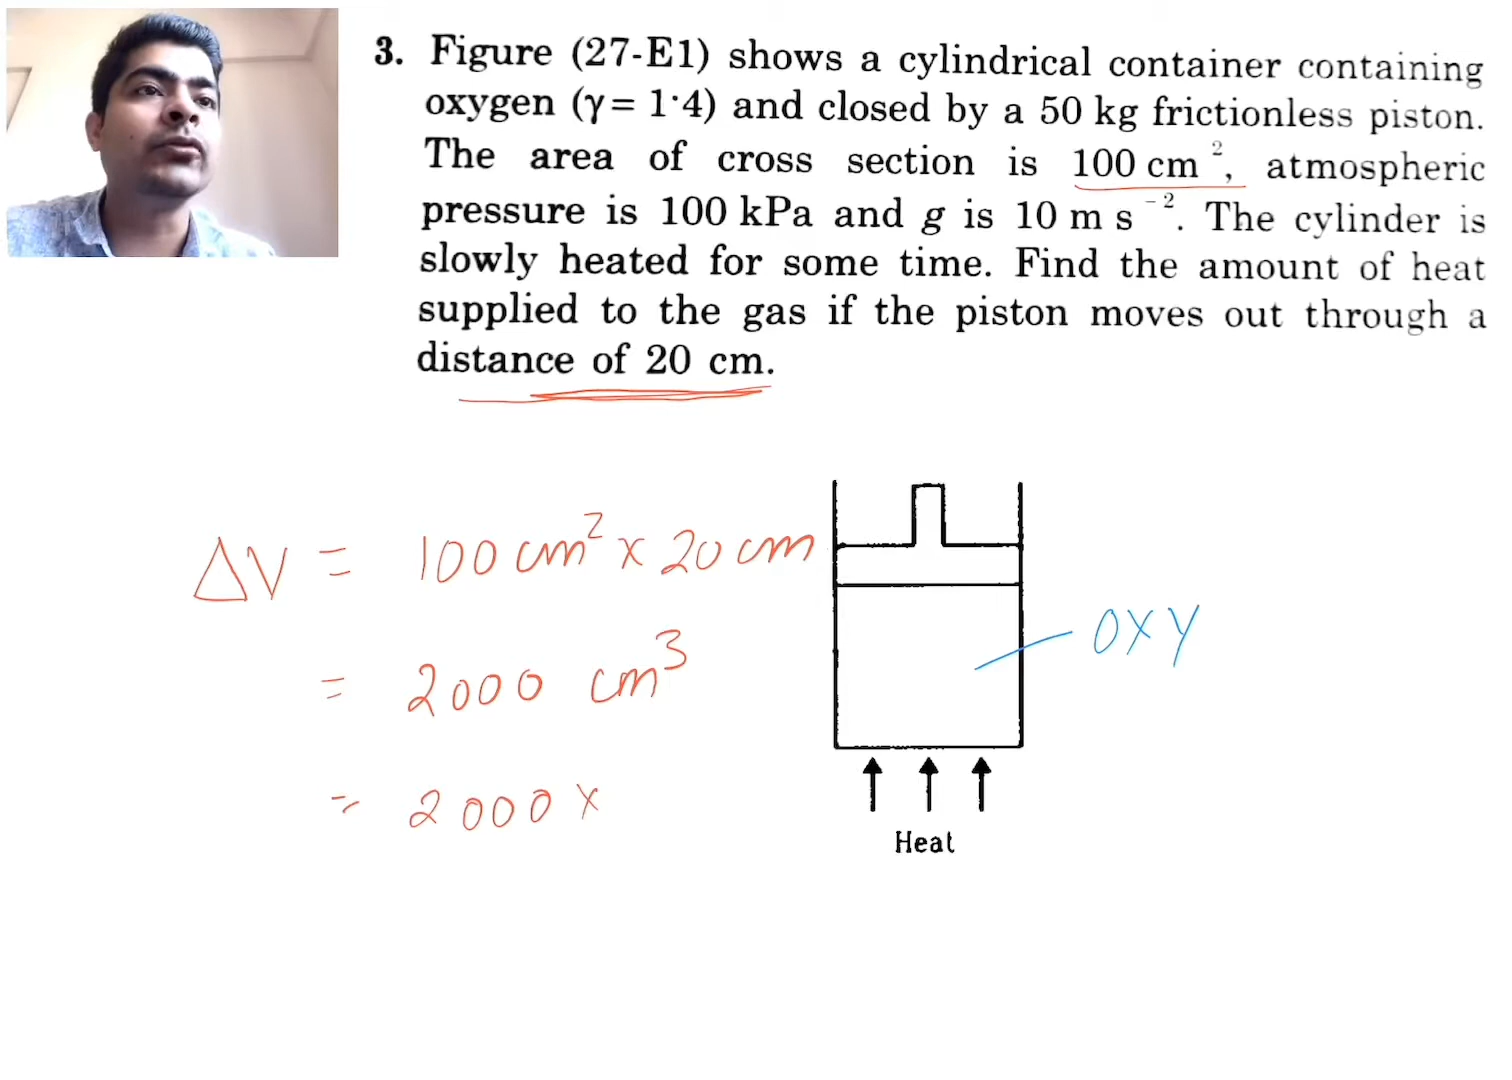 3. Figure (27-E1) shows a cylindrical container containing
oxygen (γ = 1·4) and closed by a 50 kg frictionless piston.
The area of cross section is 100 cm², atmospheric
pressure is 100 kPa and g is 10 m s⁻². The cylinder is
slowly heated for some time. Find the amount of heat
supplied to the gas if the piston moves out through a
distance of 20 cm.
ΔV = 100 cm² x 20 cm
= 2000 cm³
= 2000 x
OXY
Heat